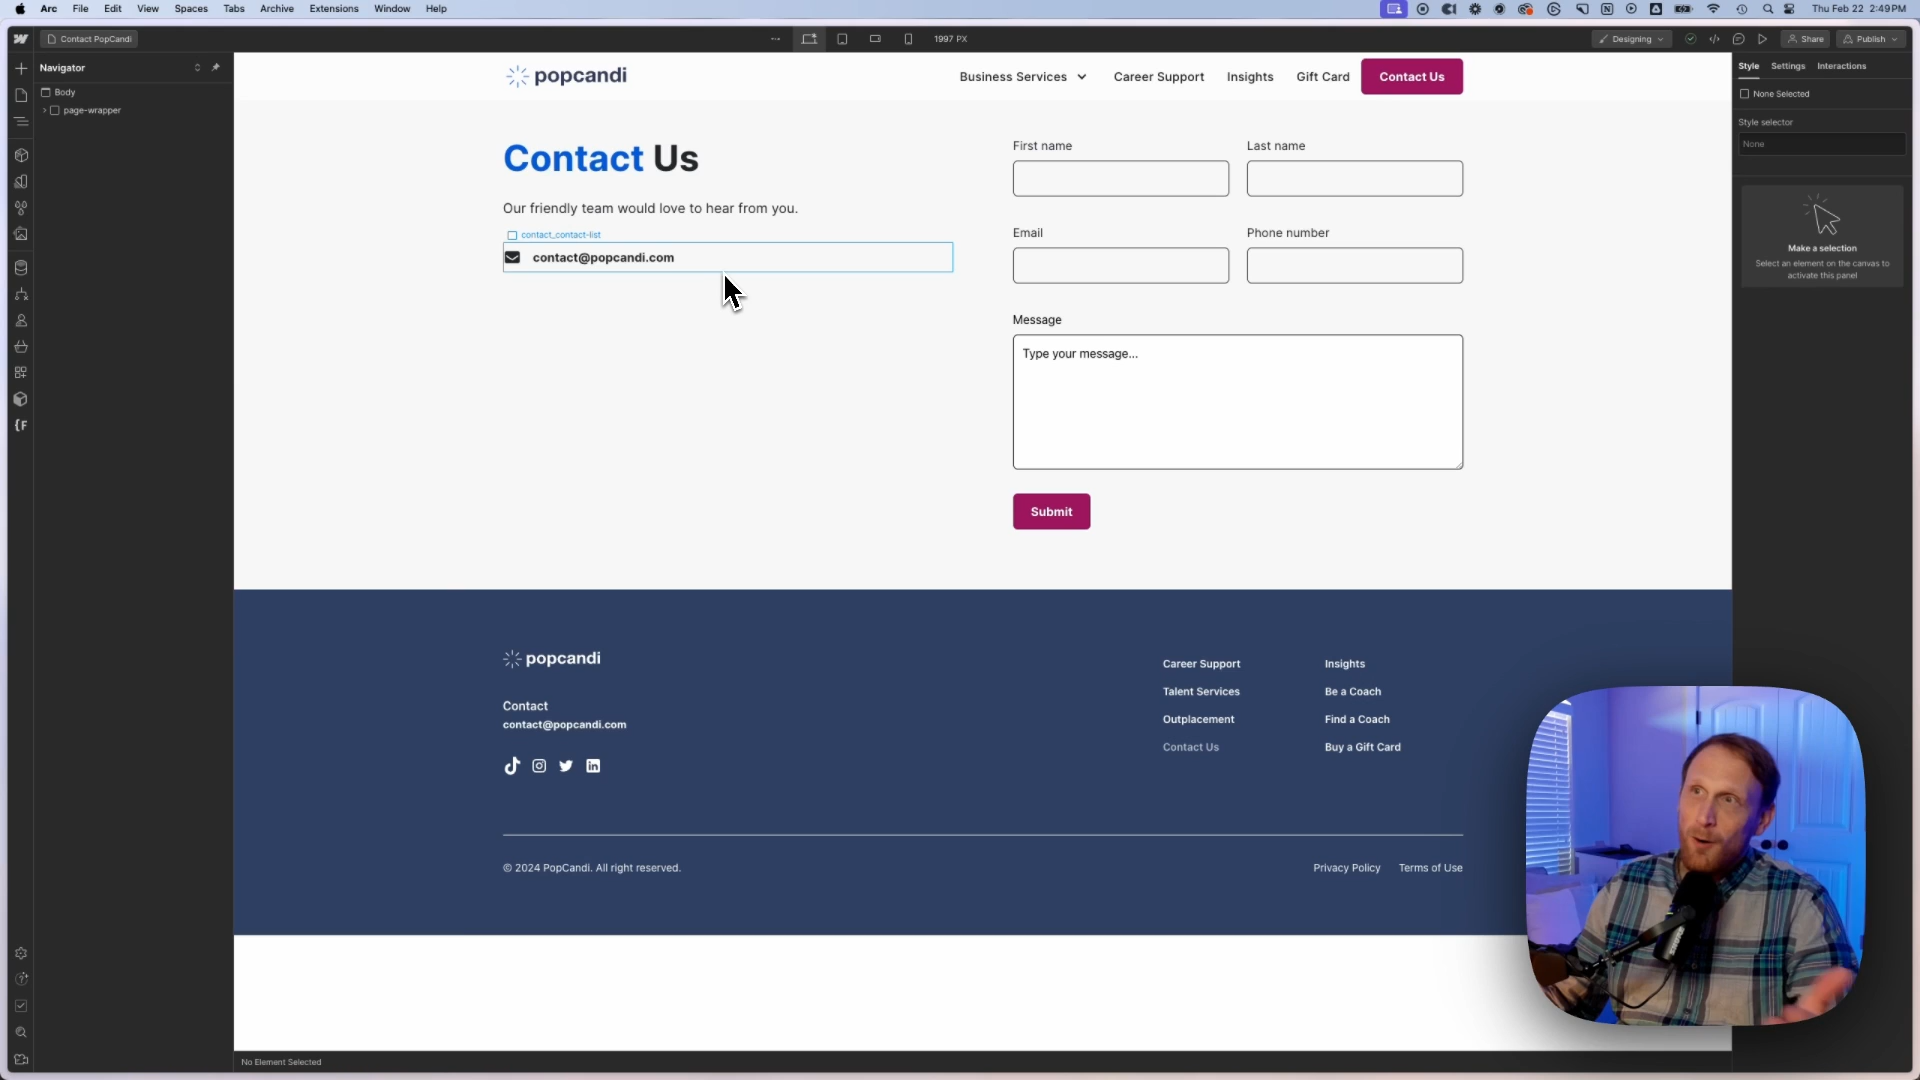 Arc File Edit View Spaces Tabs Archive Extensions Window Help Thu Feb 22 2:49 PM
Contact PopCandi 1997 PX Designing Share Publish
Navigator
Body
page-wrapper
popcandi Business Services Career Support Insights Gift Card Contact Us
Contact Us
Our friendly team would love to hear from you.
contact_contact-list
contact@popcandi.com
First name Last name
Email Phone number
Message
Type your message...
Submit
popcandi
Contact
contact@popcandi.com
Career Support Insights
Talent Services Be a Coach
Outplacement Find a Coach
Contact Us Buy a Gift Card
© 2024 PopCandi. All right reserved. Privacy Policy Terms of Use
Style Settings Interactions
None Selected
Style selector
None
Make a selection
Select an element on the canvas to
activate this panel
No Element Selected